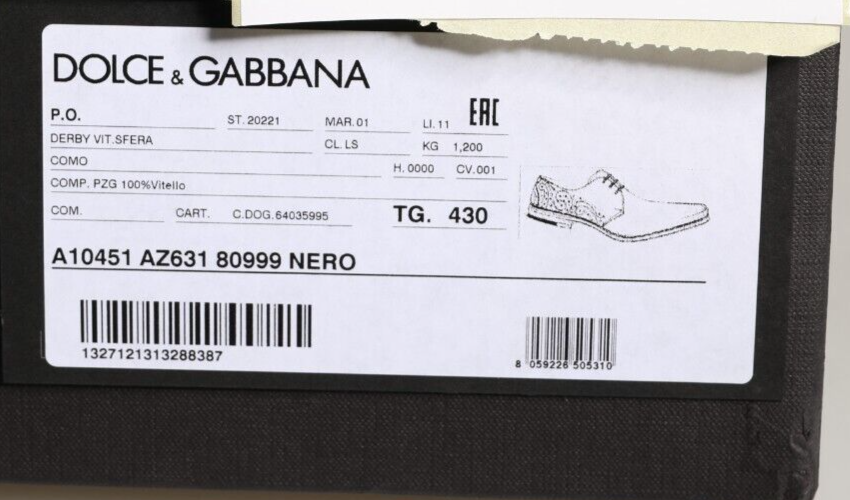 DOLCE & GABBANA
P.O. ST. 20221 MAR. 01 LI. 11 EAC
DERBY VIT.SFERA CL. LS KG 1,200
COMO H. 0000 CV.001
COMP. PZG 100%Vitello
COM. CART. C.DOG.64035995 TG. 430
A10451 AZ631 80999 NERO
1327121313288387
8 059226 505310